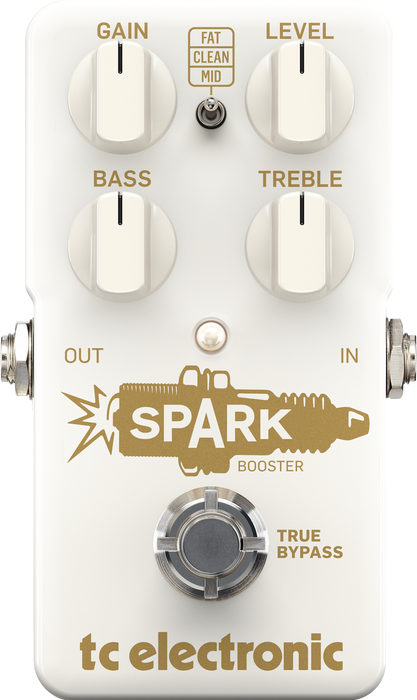 GAIN
LEVEL
FAT
CLEAN
MID
BASS
TREBLE
OUT
IN
SPARK
BOOSTER
TRUE
BYPASS
tc electronic